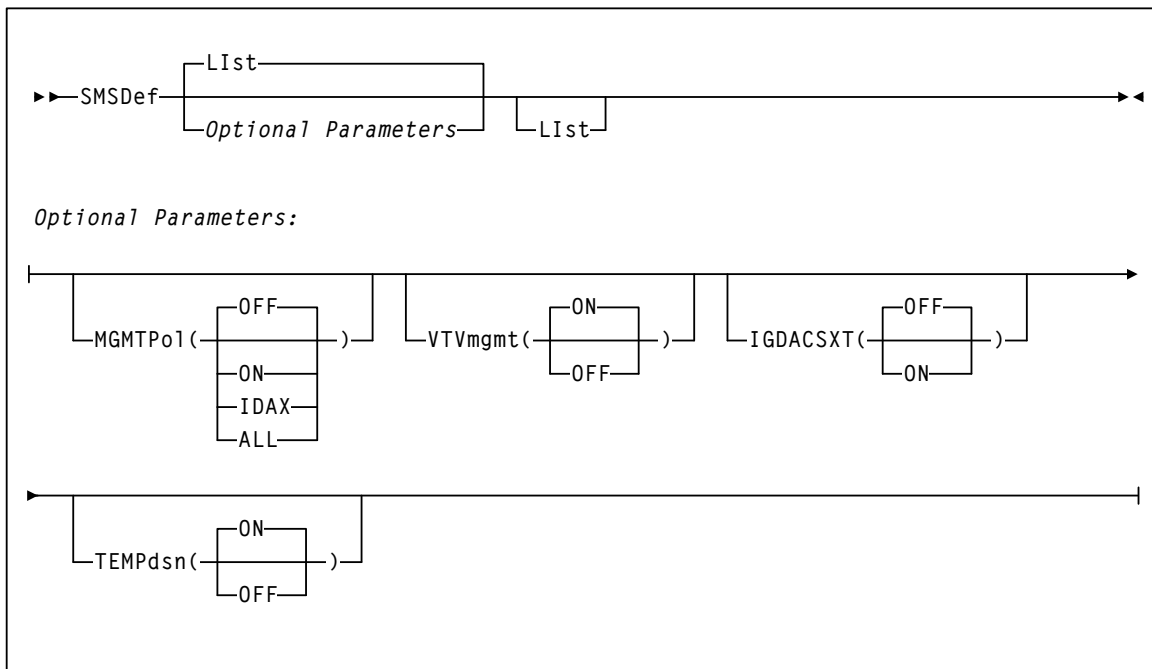 LIst
SMSDef
Optional Parameters
LIst
Optional Parameters:
OFF ON OFF
MGMTPol( ) VTVmgmt( ) IGDACSXT( )
ON OFF ON
IDAX
ALL
ON
TEMPdsn( )
OFF